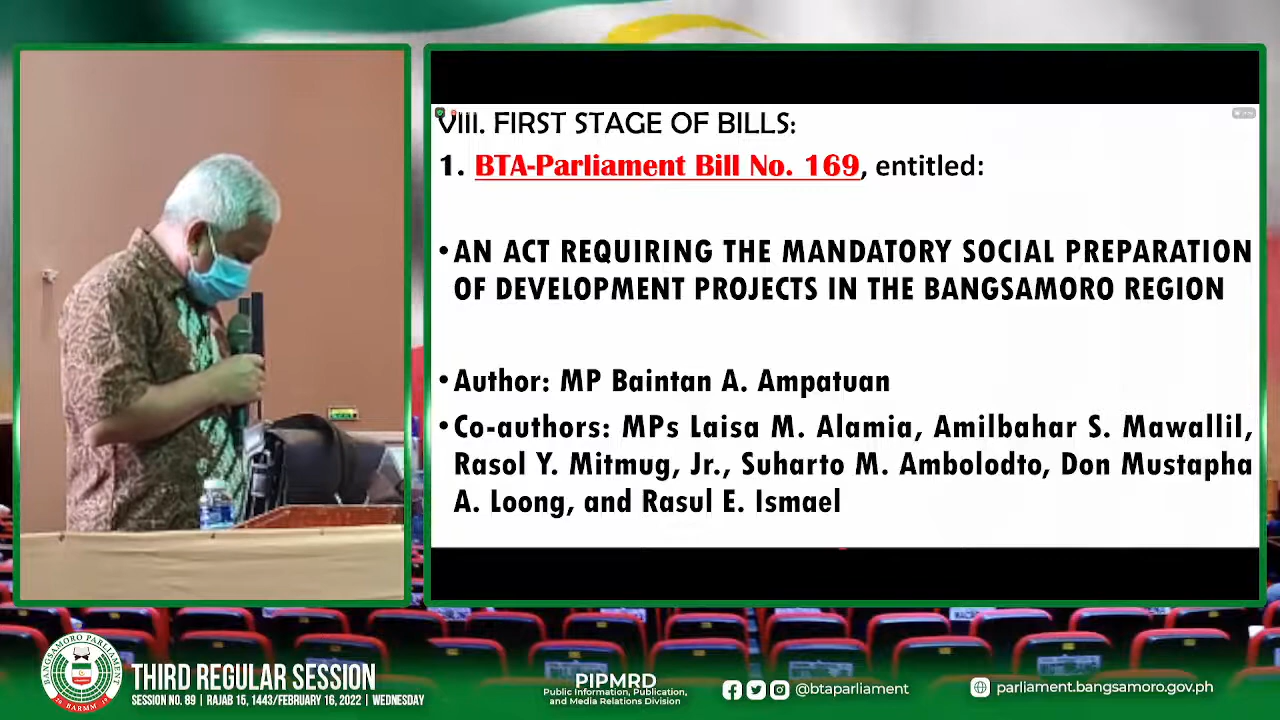 VIII. FIRST STAGE OF BILLS:
1. BTA-Parliament Bill No. 169, entitled:
•AN ACT REQUIRING THE MANDATORY SOCIAL PREPARATION
OF DEVELOPMENT PROJECTS IN THE BANGSAMORO REGION
•Author: MP Baintan A. Ampatuan
•Co-authors: MPs Laisa M. Alamia, Amilbahar S. Mawallil,
Rasol Y. Mitmug, Jr., Suharto M. Ambolodto, Don Mustapha
A. Loong, and Rasul E. Ismael
BANGSAMORO PARLIAMENT
BARMM
THIRD REGULAR SESSION
SESSION NO. 89 | RAJAB 15, 1443/FEBRUARY 16, 2022 | WEDNESDAY
PIPMRD
Public Information, Publication,
and Media Relations Division
@btaparliament
parliament.bangsamoro.gov.ph